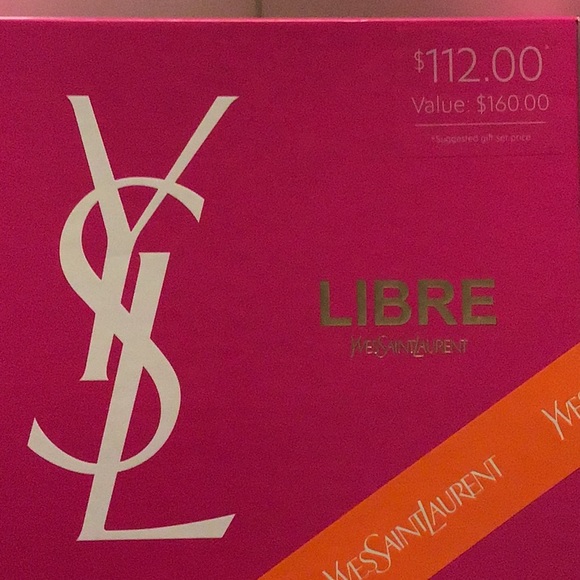 $112.00*
Value: $160.00
*Suggested gift set price
YSL
LIBRE
YVESSAINTLAURENT
YVESSAINTLAURENT
YVES